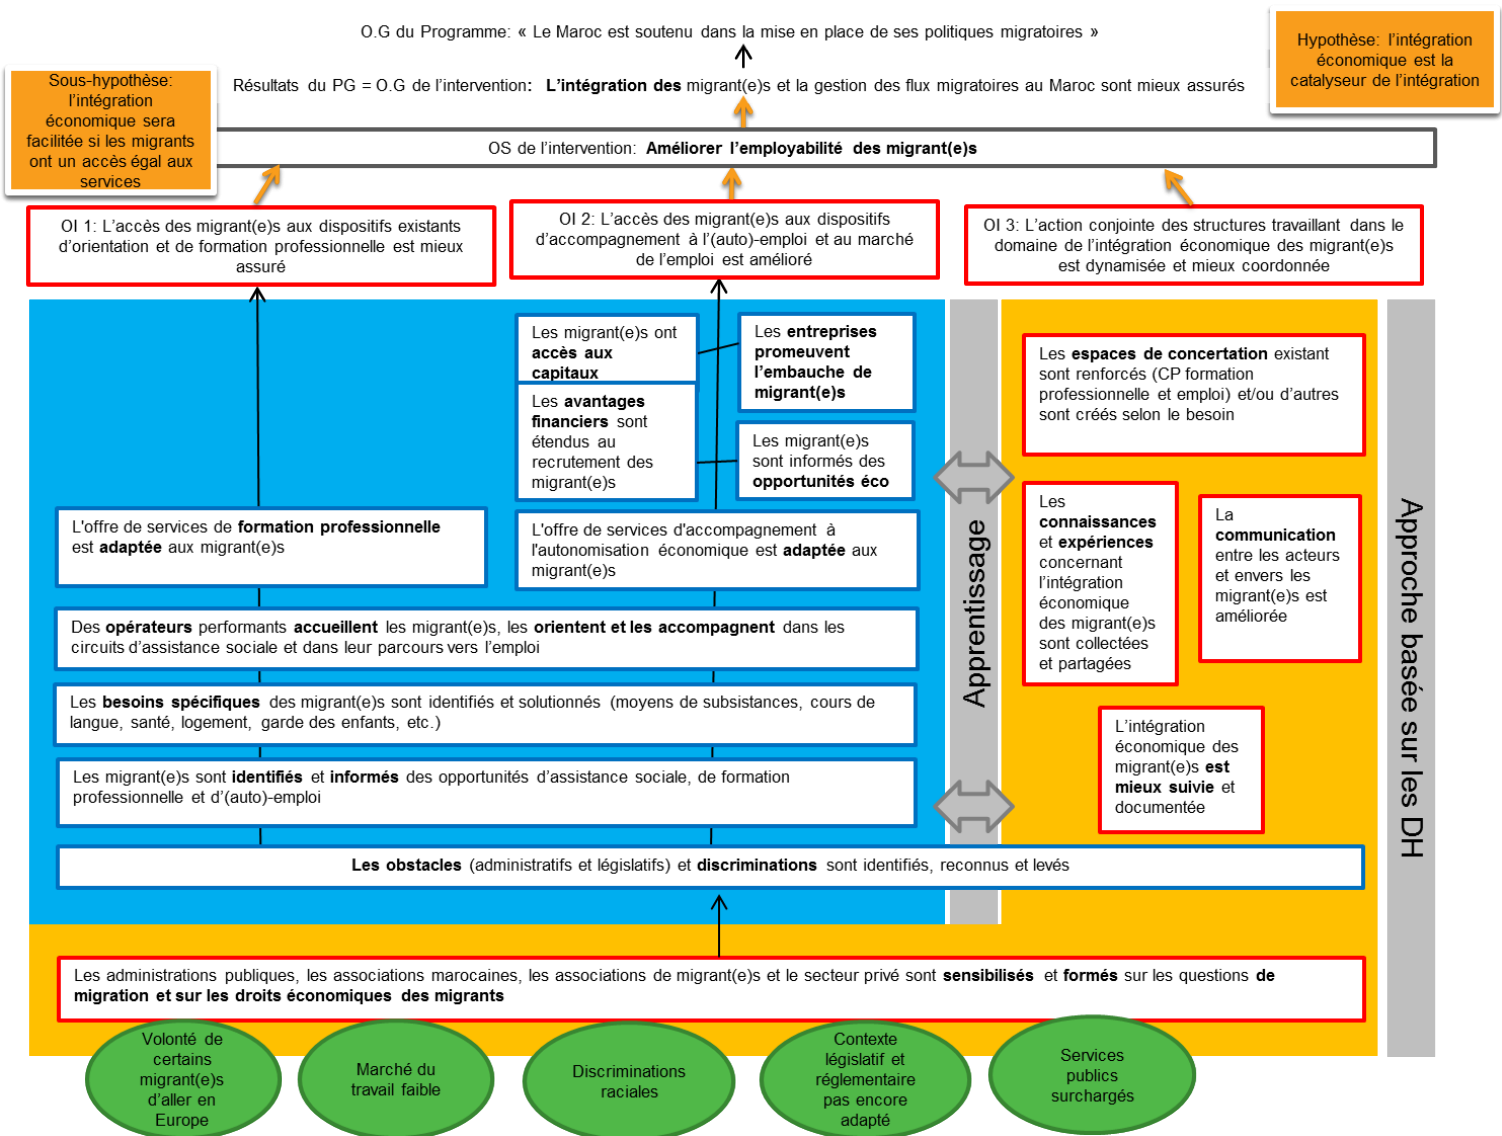 O.G du Programme: « Le Maroc est soutenu dans la mise en place de ses politiques migratoires »
Hypothèse: l’intégration
économique est la
catalyseur de l’intégration
Sous-hypothèse:
l’intégration
économique sera
facilitée si les migrants
ont un accès égal aux
services
Résultats du PG = O.G de l’intervention: L’intégration des migrant(e)s et la gestion des flux migratoires au Maroc sont mieux assurés
OS de l’intervention: Améliorer l’employabilité des migrant(e)s
OI 1: L’accès des migrant(e)s aux dispositifs existants
d’orientation et de formation professionnelle est mieux
assuré
OI 2: L’accès des migrant(e)s aux dispositifs
d’accompagnement à l’(auto)-emploi et au marché
de l’emploi est amélioré
OI 3: L’action conjointe des structures travaillant dans le
domaine de l’intégration économique des migrant(e)s
est dynamisée et mieux coordonnée
Les migrant(e)s ont
accès aux
capitaux
Les entreprises
promeuvent
l’embauche de
migrant(e)s
Les avantages
financiers sont
étendus au
recrutement des
migrant(e)s
Les migrant(e)s
sont informés des
opportunités éco
L'offre de services de formation professionnelle
est adaptée aux migrant(e)s
L'offre de services d'accompagnement à
l'autonomisation économique est adaptée aux
migrant(e)s
Des opérateurs performants accueillent les migrant(e)s, les orientent et les accompagnent dans les
circuits d’assistance sociale et dans leur parcours vers l’emploi
Les besoins spécifiques des migrant(e)s sont identifiés et solutionnés (moyens de subsistances, cours de
langue, santé, logement, garde des enfants, etc.)
Les migrant(e)s sont identifiés et informés des opportunités d’assistance sociale, de formation
professionnelle et d’(auto)-emploi
Les obstacles (administratifs et législatifs) et discriminations sont identifiés, reconnus et levés
Apprentissage
Les espaces de concertation existant
sont renforcés (CP formation
professionnelle et emploi) et/ou d’autres
sont créés selon le besoin
Les
connaissances
et expériences
concernant
l’intégration
économique
des migrant(e)s
sont collectées
et partagées
La
communication
entre les acteurs
et envers les
migrant(e)s est
améliorée
L’intégration
économique des
migrant(e)s est
mieux suivie et
documentée
Approche basée sur les DH
Les administrations publiques, les associations marocaines, les associations de migrant(e)s et le secteur privé sont sensibilisés et formés sur les questions de
migration et sur les droits économiques des migrants
Volonté de
certains
migrant(e)s
d’aller en
Europe
Marché du
travail faible
Discriminations
raciales
Contexte
législatif et
réglementaire
pas encore
adapté
Services
publics
surchargés